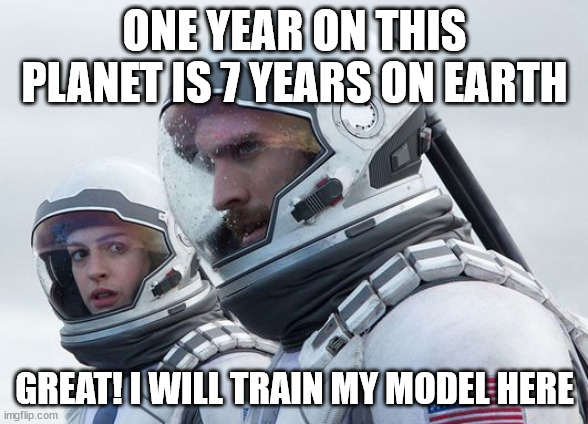 ONE YEAR ON THIS
PLANET IS 7 YEARS ON EARTH
GREAT! I WILL TRAIN MY MODEL HERE
imgflip.com